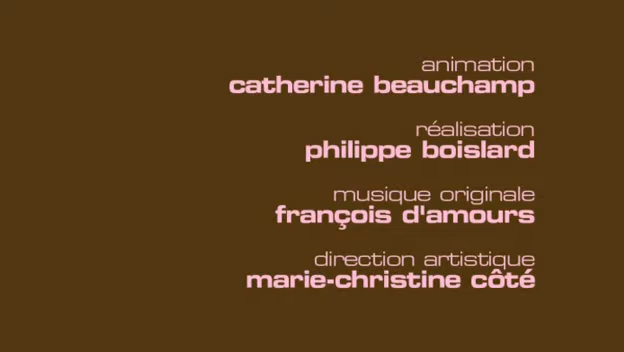 animation
catherine beauchamp
réalisation
philippe boislard
musique originale
françois d'amours
direction artistique
marie-christine côté